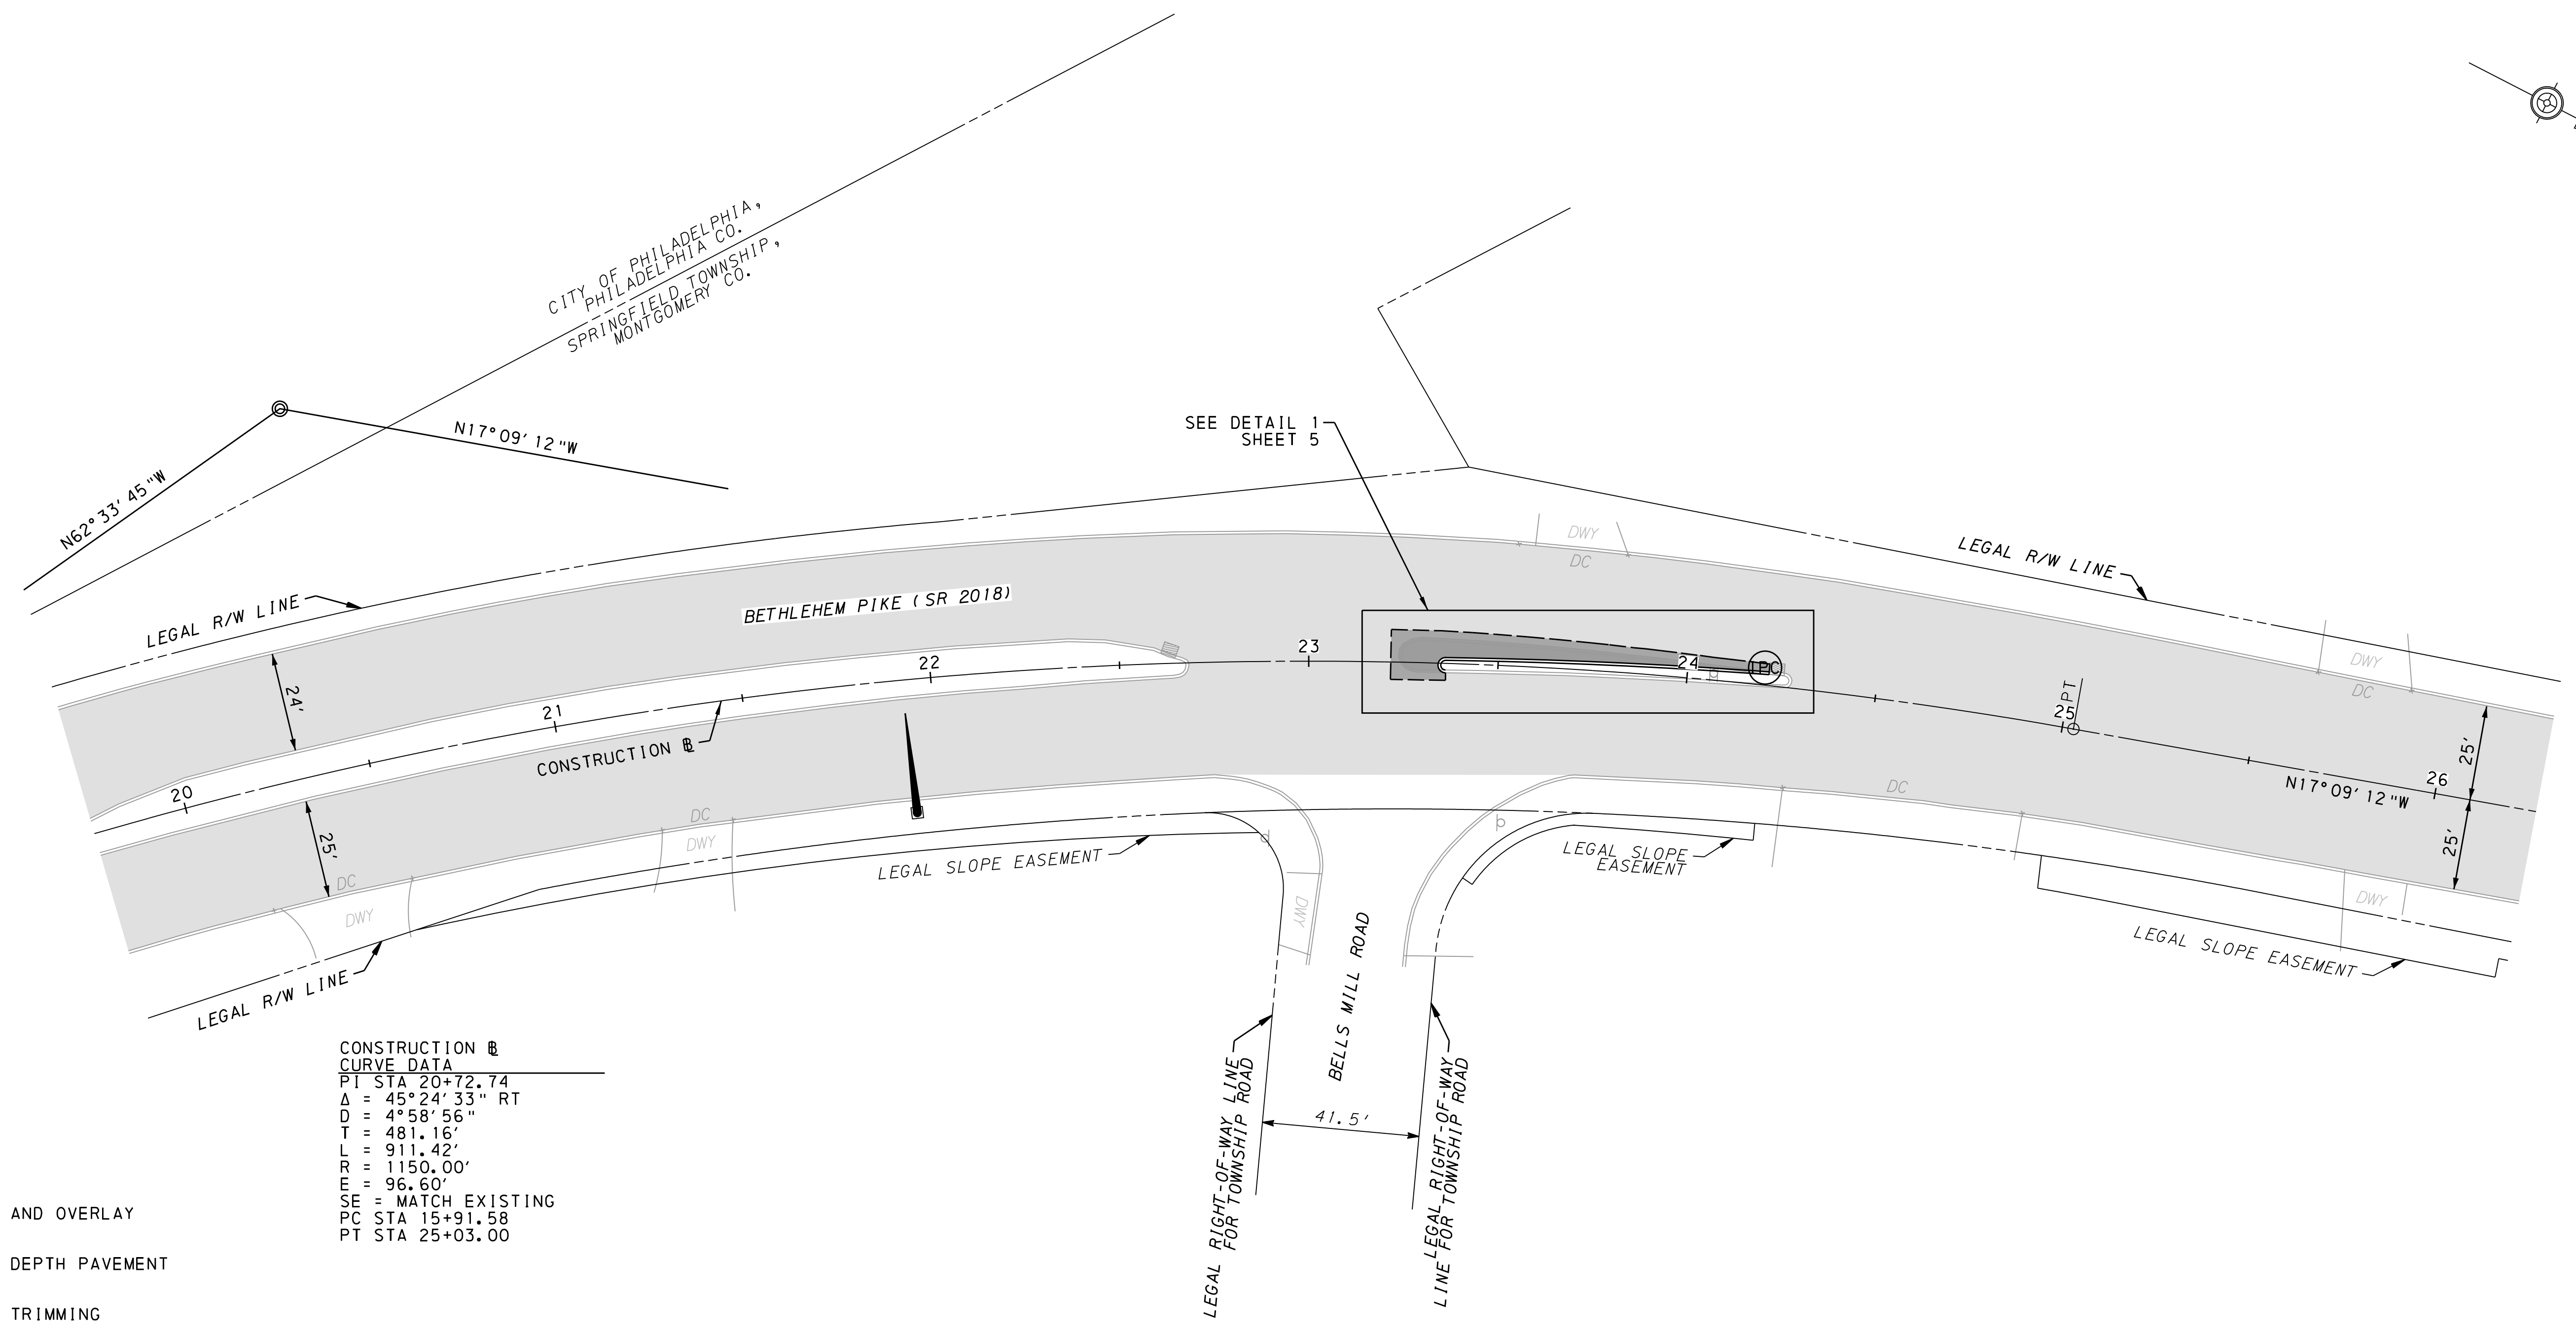 CITY OF PHILADELPHIA,
PHILADELPHIA CO.
SPRINGFIELD TOWNSHIP,
MONTGOMERY CO.
N62°33'45"W
N17°09'12"W
SEE DETAIL 1
SHEET 5
LEGAL R/W LINE
LEGAL R/W LINE
BETHLEHEM PIKE (SR 2018)
DWY
DC
DWY
DC
24'
25'
20
21
22
23
24
25
26
IPC
PT
CONSTRUCTION BL
N17°09'12"W
25'
25'
DC
DWY
DC
DWY
DC
DWY
DWY
LEGAL SLOPE EASEMENT
LEGAL SLOPE
EASEMENT
LEGAL SLOPE EASEMENT
LEGAL R/W LINE
BELLS MILL ROAD
41.5'
LEGAL RIGHT-OF-WAY LINE
FOR TOWNSHIP ROAD
LEGAL RIGHT-OF-WAY
LINE FOR TOWNSHIP ROAD
CONSTRUCTION BL
CURVE DATA
PI STA 20+72.74
Δ = 45°24'33" RT
D = 4°58'56"
T = 481.16'
L = 911.42'
R = 1150.00'
E = 96.60'
SE = MATCH EXISTING
PC STA 15+91.58
PT STA 25+03.00
AND OVERLAY
DEPTH PAVEMENT
TRIMMING